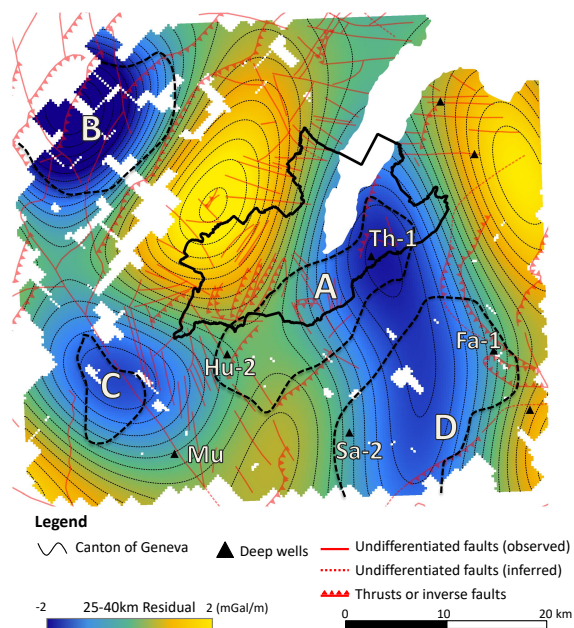 B
Th-1
A
Fa-1
Hu-2
C
D
Mu
Sa-2
Legend
Canton of Geneva
Deep wells
Undifferentiated faults (observed)
Undifferentiated faults (inferred)
Thrusts or inverse faults
-2 25-40km Residual 2 (mGal/m)
0 10 20 km